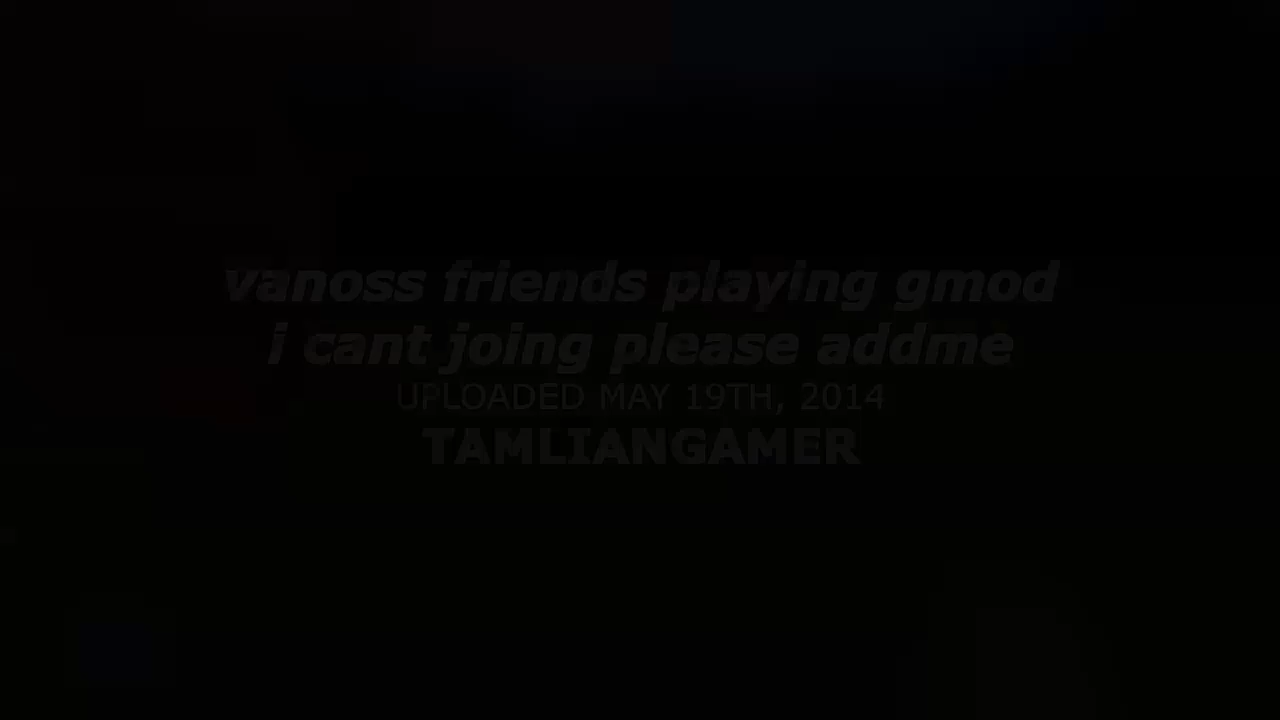 vanoss friends playing gmod
i cant joing please addme
UPLOADED MAY 19TH, 2014
TAMLIANGAMER